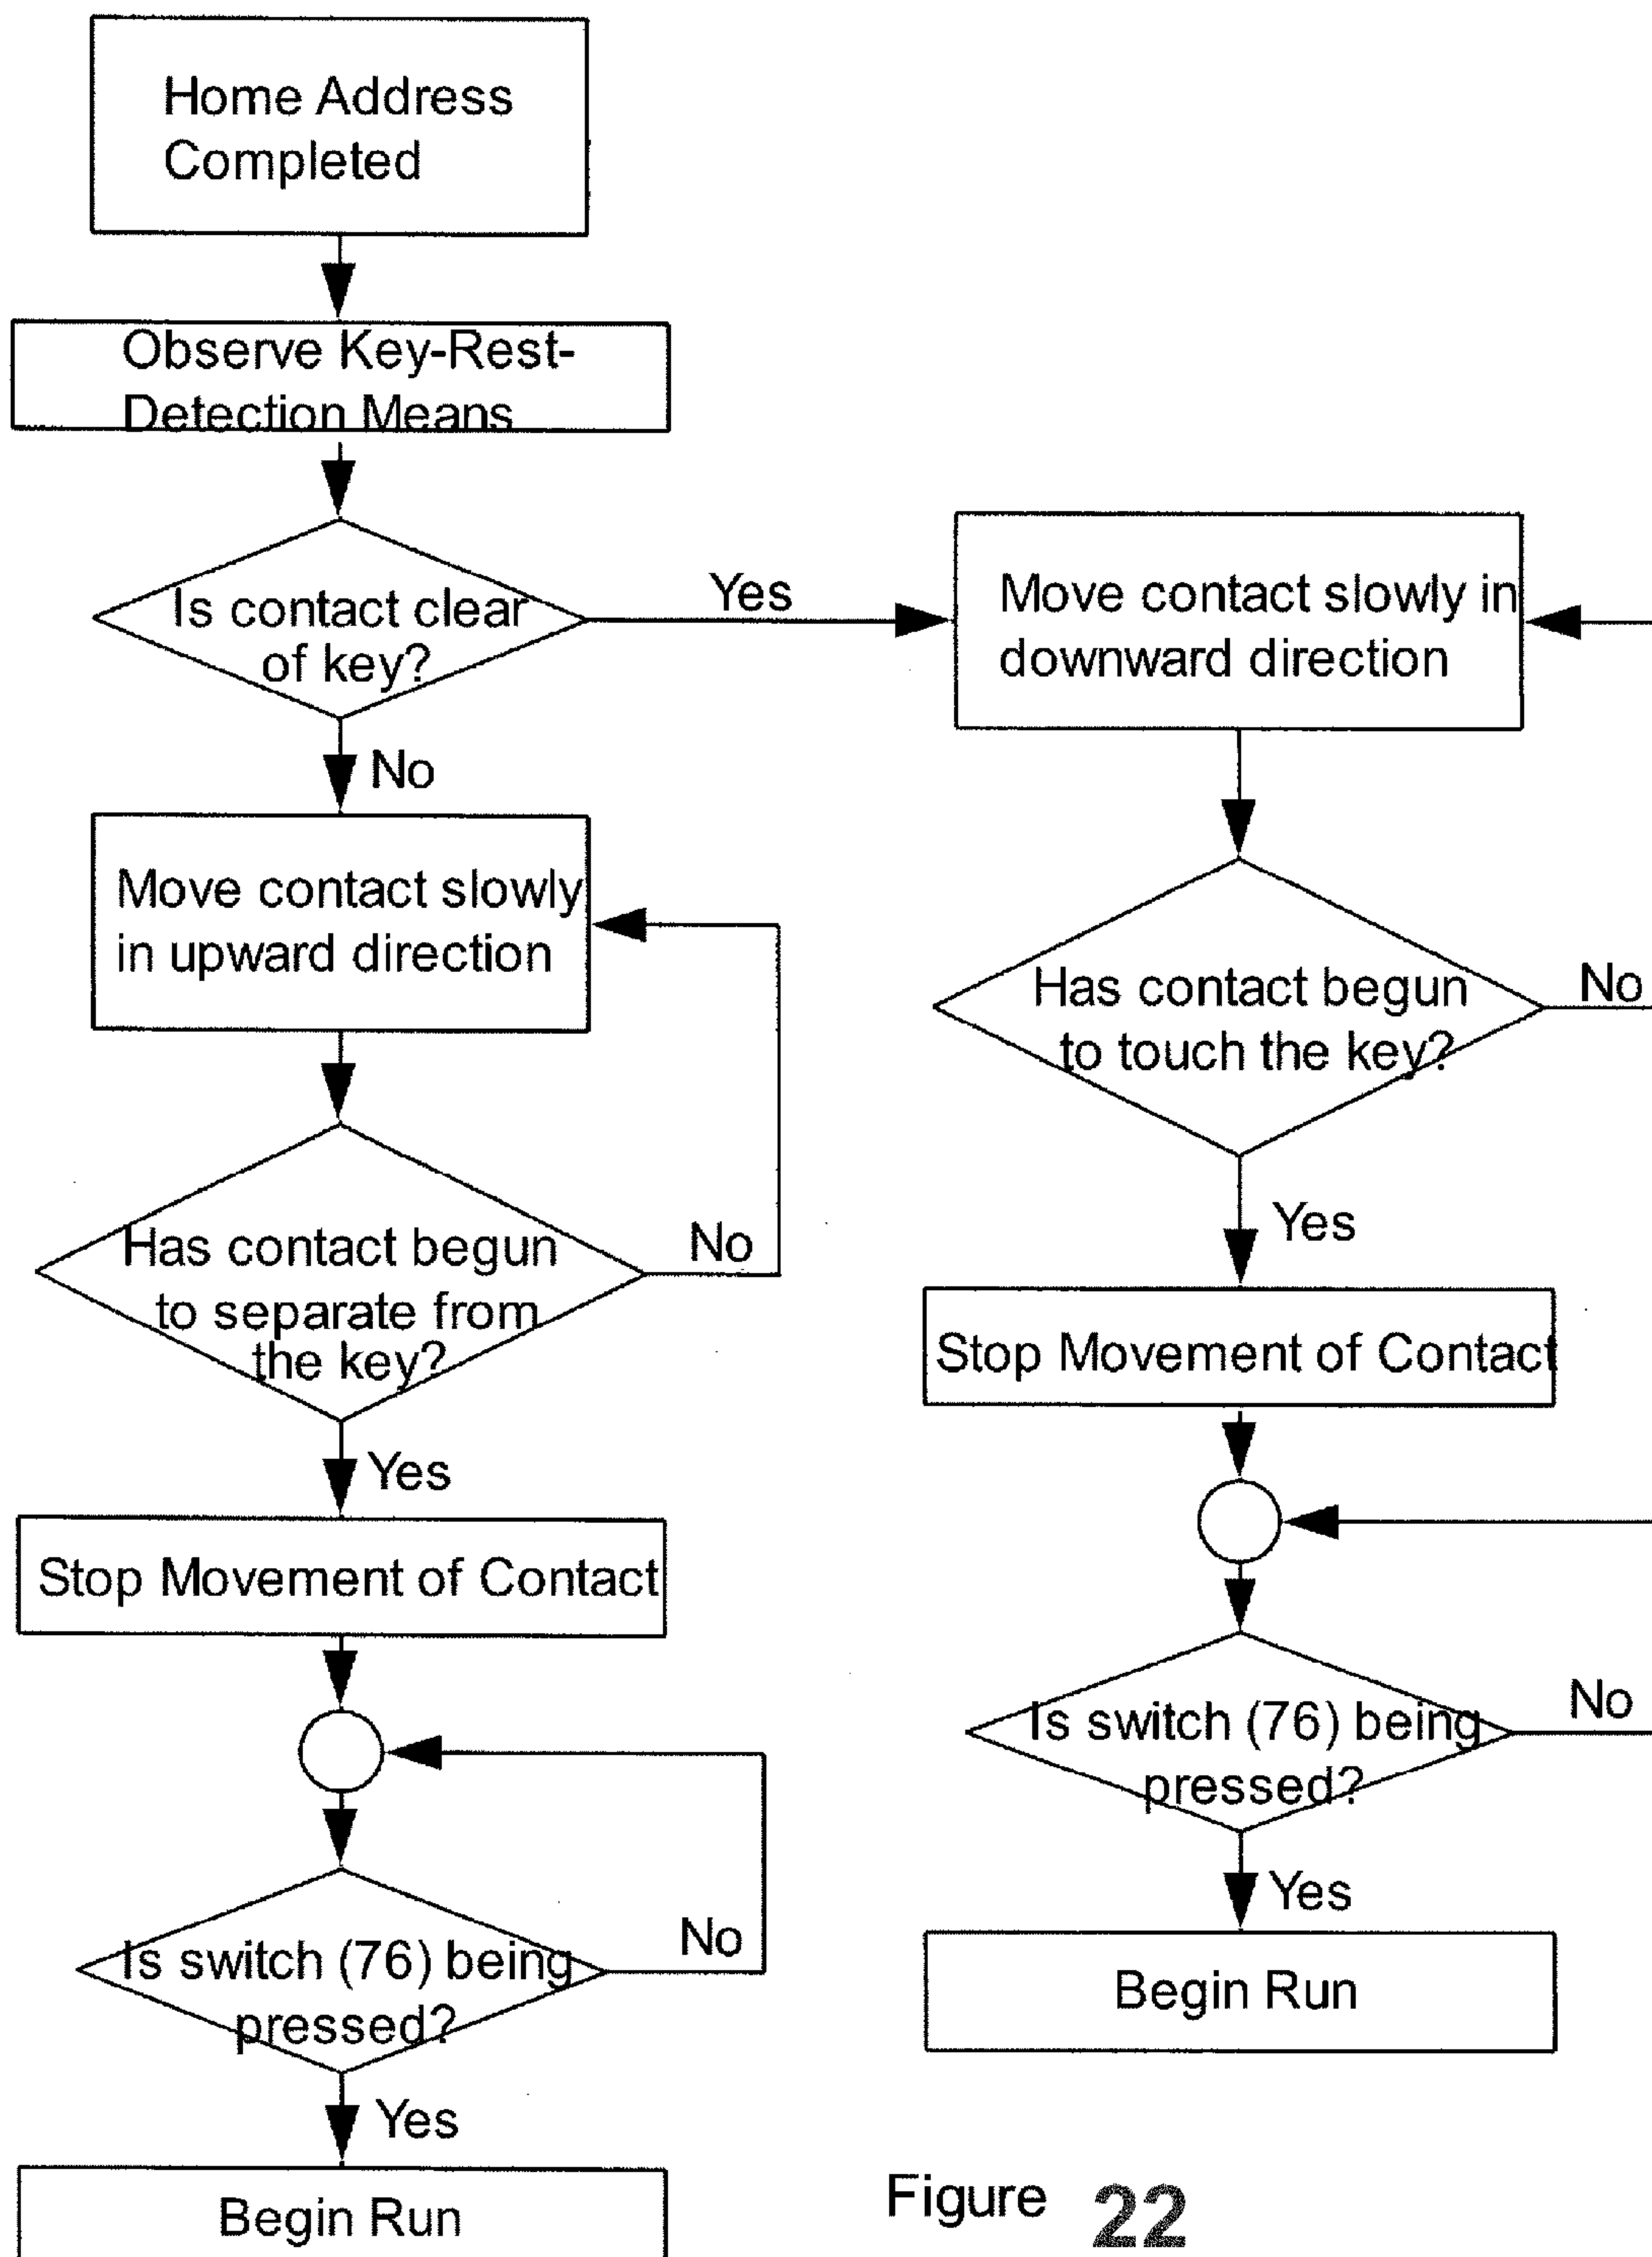 Home Address
Completed
Observe Key-Rest-
Detection Means
Is contact clear
of key?
Yes
No
Move contact slowly
in upward direction
Has contact begun
to separate from
the key?
No
Yes
Stop Movement of Contact
Is switch (76) being
pressed?
No
Yes
Begin Run
Move contact slowly in
downward direction
Has contact begun
to touch the key?
No
Yes
Stop Movement of Contact
Is switch (76) being
pressed?
No
Yes
Begin Run
Figure 22